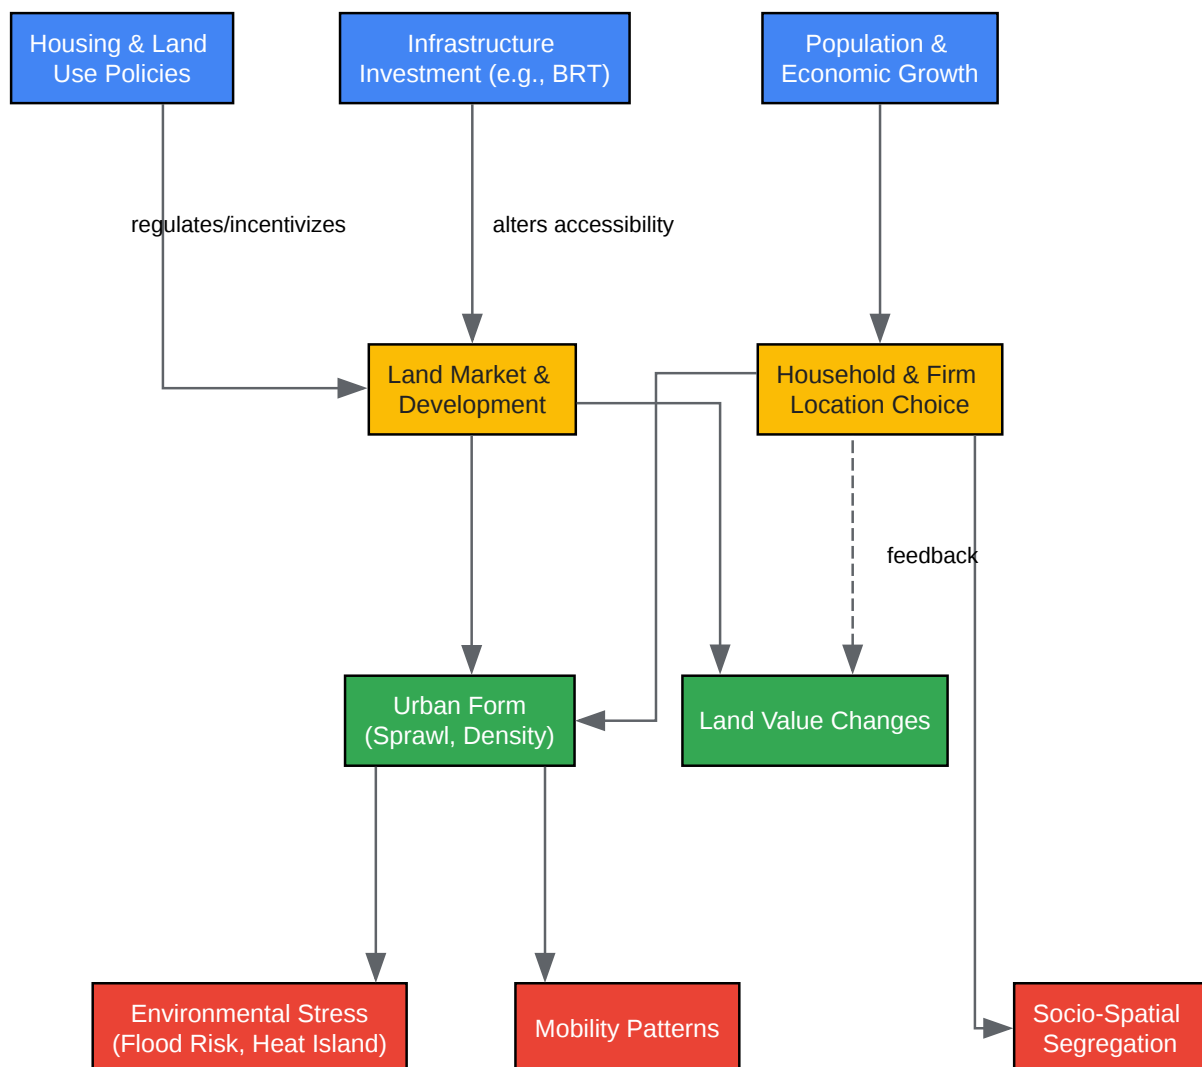 Housing & Land
Use Policies
Infrastructure
Investment (e.g., BRT)
Population &
Economic Growth
regulates/incentivizes
alters accessibility
Land Market &
Development
Household & Firm
Location Choice
feedback
Urban Form
(Sprawl, Density)
Land Value Changes
Environmental Stress
(Flood Risk, Heat Island)
Mobility Patterns
Socio-Spatial
Segregation